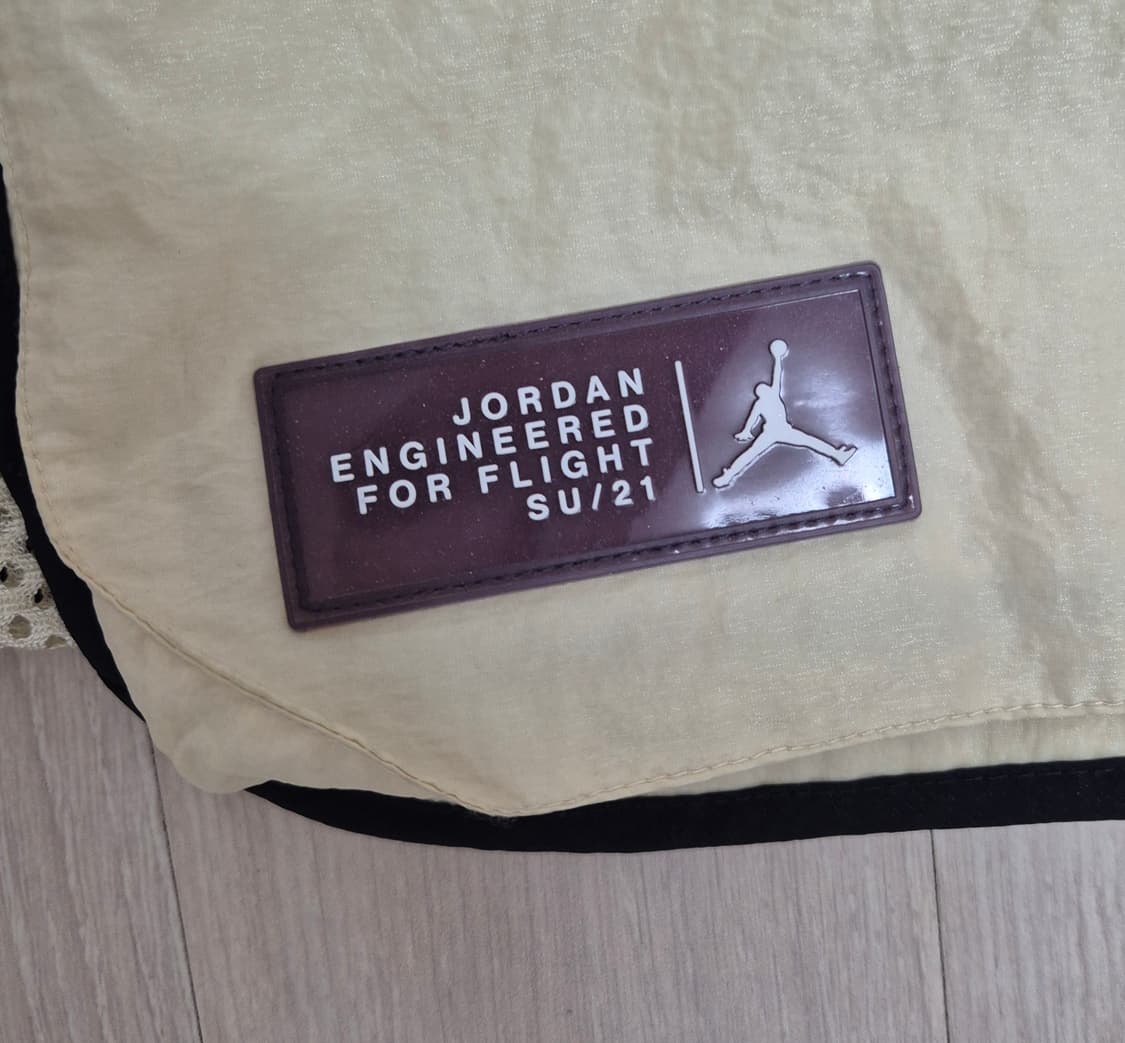 JORDAN
ENGINEERED
FOR FLIGHT
SU/21